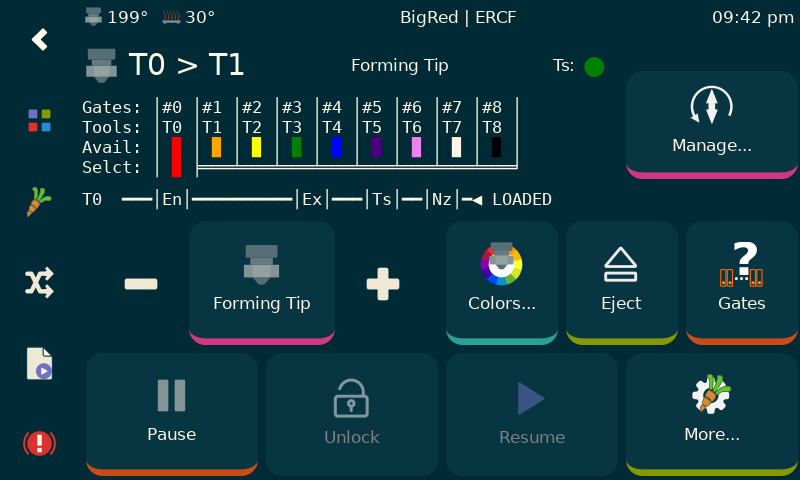 199° 30° BigRed | ERCF 09:42 pm
T0 > T1 Forming Tip Ts:
Gates: │#0 │#1 │#2 │#3 │#4 │#5 │#6 │#7 │#8 │
Tools: │T0 │T1 │T2 │T3 │T4 │T5 │T6 │T7 │T8 │
Avail:
Selct:
Manage...
T0 ━━━│En│━━━━━━━━━━│Ex│━━━│Ts│━━│Nz│━◀ LOADED
Forming Tip Colors... Eject ? Gates
Pause Unlock Resume More...